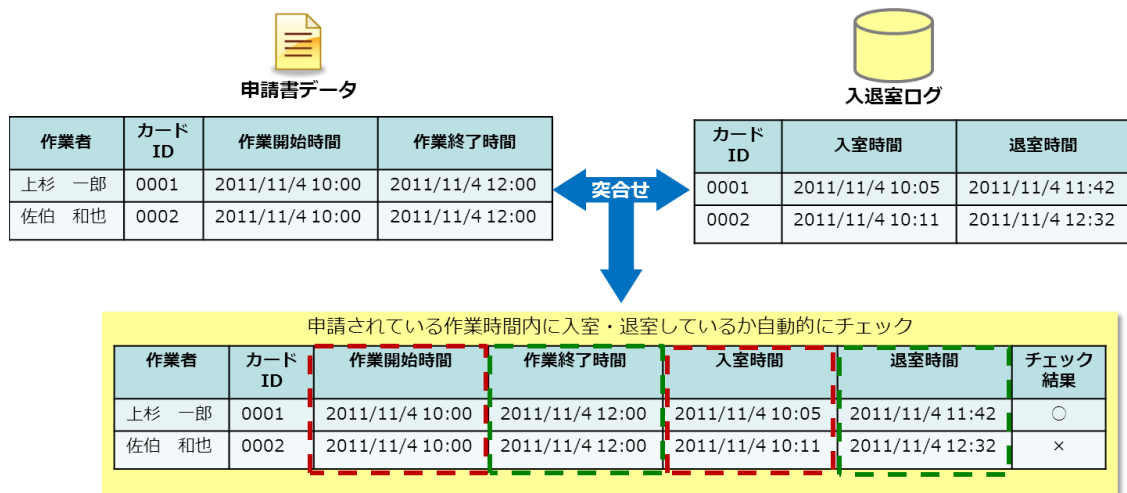 申請書データ
入退室ログ
作業者 カード ID 作業開始時間 作業終了時間
上杉　一郎 0001 2011/11/4 10:00 2011/11/4 12:00
佐伯　和也 0002 2011/11/4 10:00 2011/11/4 12:00
突合せ
カード ID 入室時間 退室時間
0001 2011/11/4 10:05 2011/11/4 11:42
0002 2011/11/4 10:11 2011/11/4 12:32
申請されている作業時間内に入室・退室しているか自動的にチェック
作業者 カード ID 作業開始時間 作業終了時間 入室時間 退室時間 チェック 結果
上杉　一郎 0001 2011/11/4 10:00 2011/11/4 12:00 2011/11/4 10:05 2011/11/4 11:42 ○
佐伯　和也 0002 2011/11/4 10:00 2011/11/4 12:00 2011/11/4 10:11 2011/11/4 12:32 ×